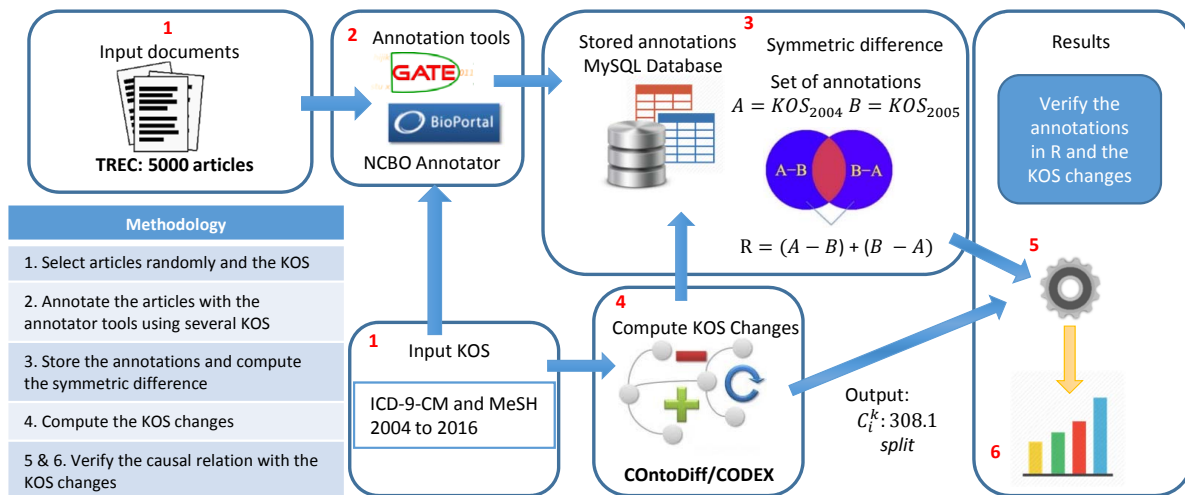 1
Input documents
TREC: 5000 articles
2
Annotation tools
GATE
BioPortal
NCBO Annotator
3
Stored annotations
MySQL Database
Symmetric difference
Set of annotations
A = KOS₂₀₀₄ B = KOS₂₀₀₅
A–B
B–A
R = (A − B) + (B − A)
Results
Verify the
annotations
in R and the
KOS changes
Methodology
1. Select articles randomly and the KOS
2. Annotate the articles with the
annotator tools using several KOS
3. Store the annotations and compute
the symmetric difference
4. Compute the KOS changes
5 & 6. Verify the causal relation with the
KOS changes
1
Input KOS
ICD-9-CM and MeSH
2004 to 2016
4
Compute KOS Changes
COntoDiff/CODEX
Output:
Cᵢᵏ: 308.1
split
5
6